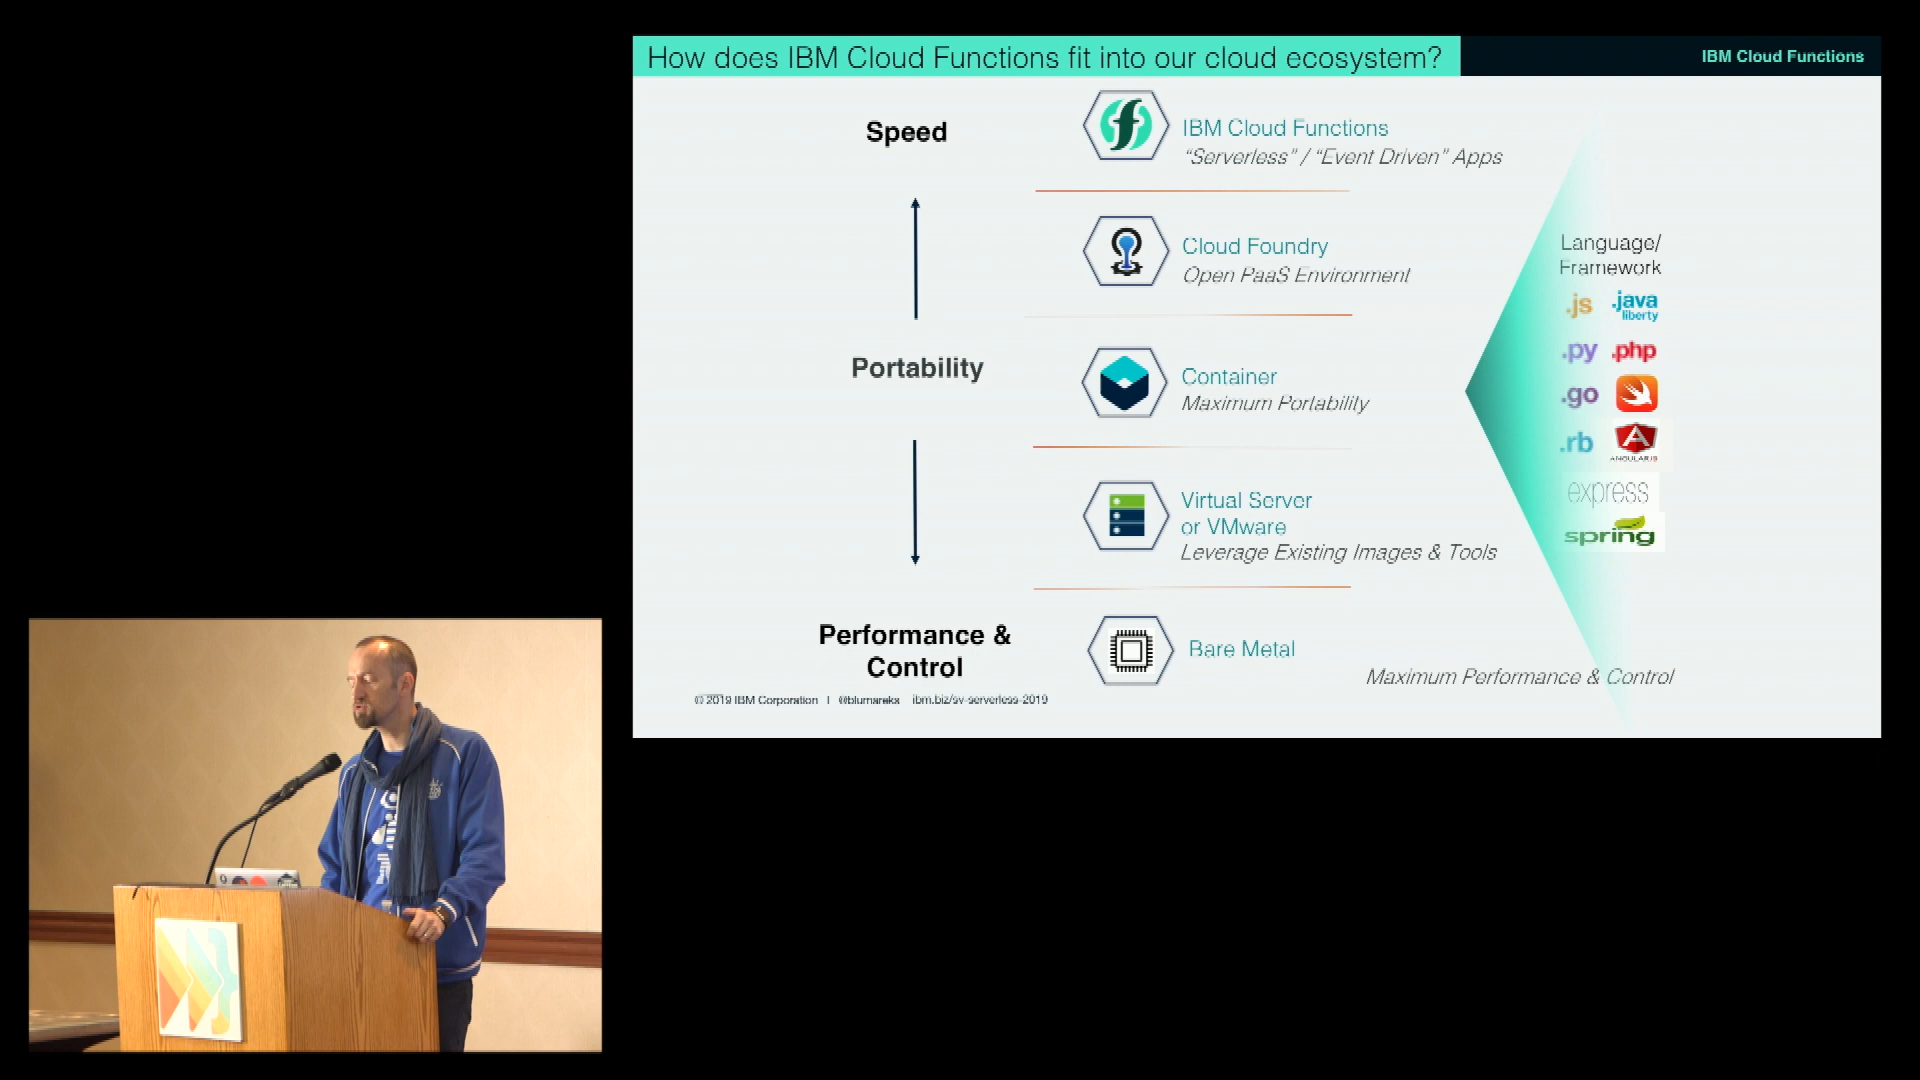 How does IBM Cloud Functions fit into our cloud ecosystem?
IBM Cloud Functions
Speed
Portability
Performance &
Control
IBM Cloud Functions
“Serverless” / “Event Driven” Apps
Cloud Foundry
Open PaaS Environment
Container
Maximum Portability
Virtual Server
or VMware
Leverage Existing Images & Tools
Bare Metal
Maximum Performance & Control
Language/
Framework
.js .java
liberty
.py .php
.go
.rb
ANGULARJS
express
spring
© 2019 IBM Corporation | @blumareks ibm.biz/sv-serverless-2019